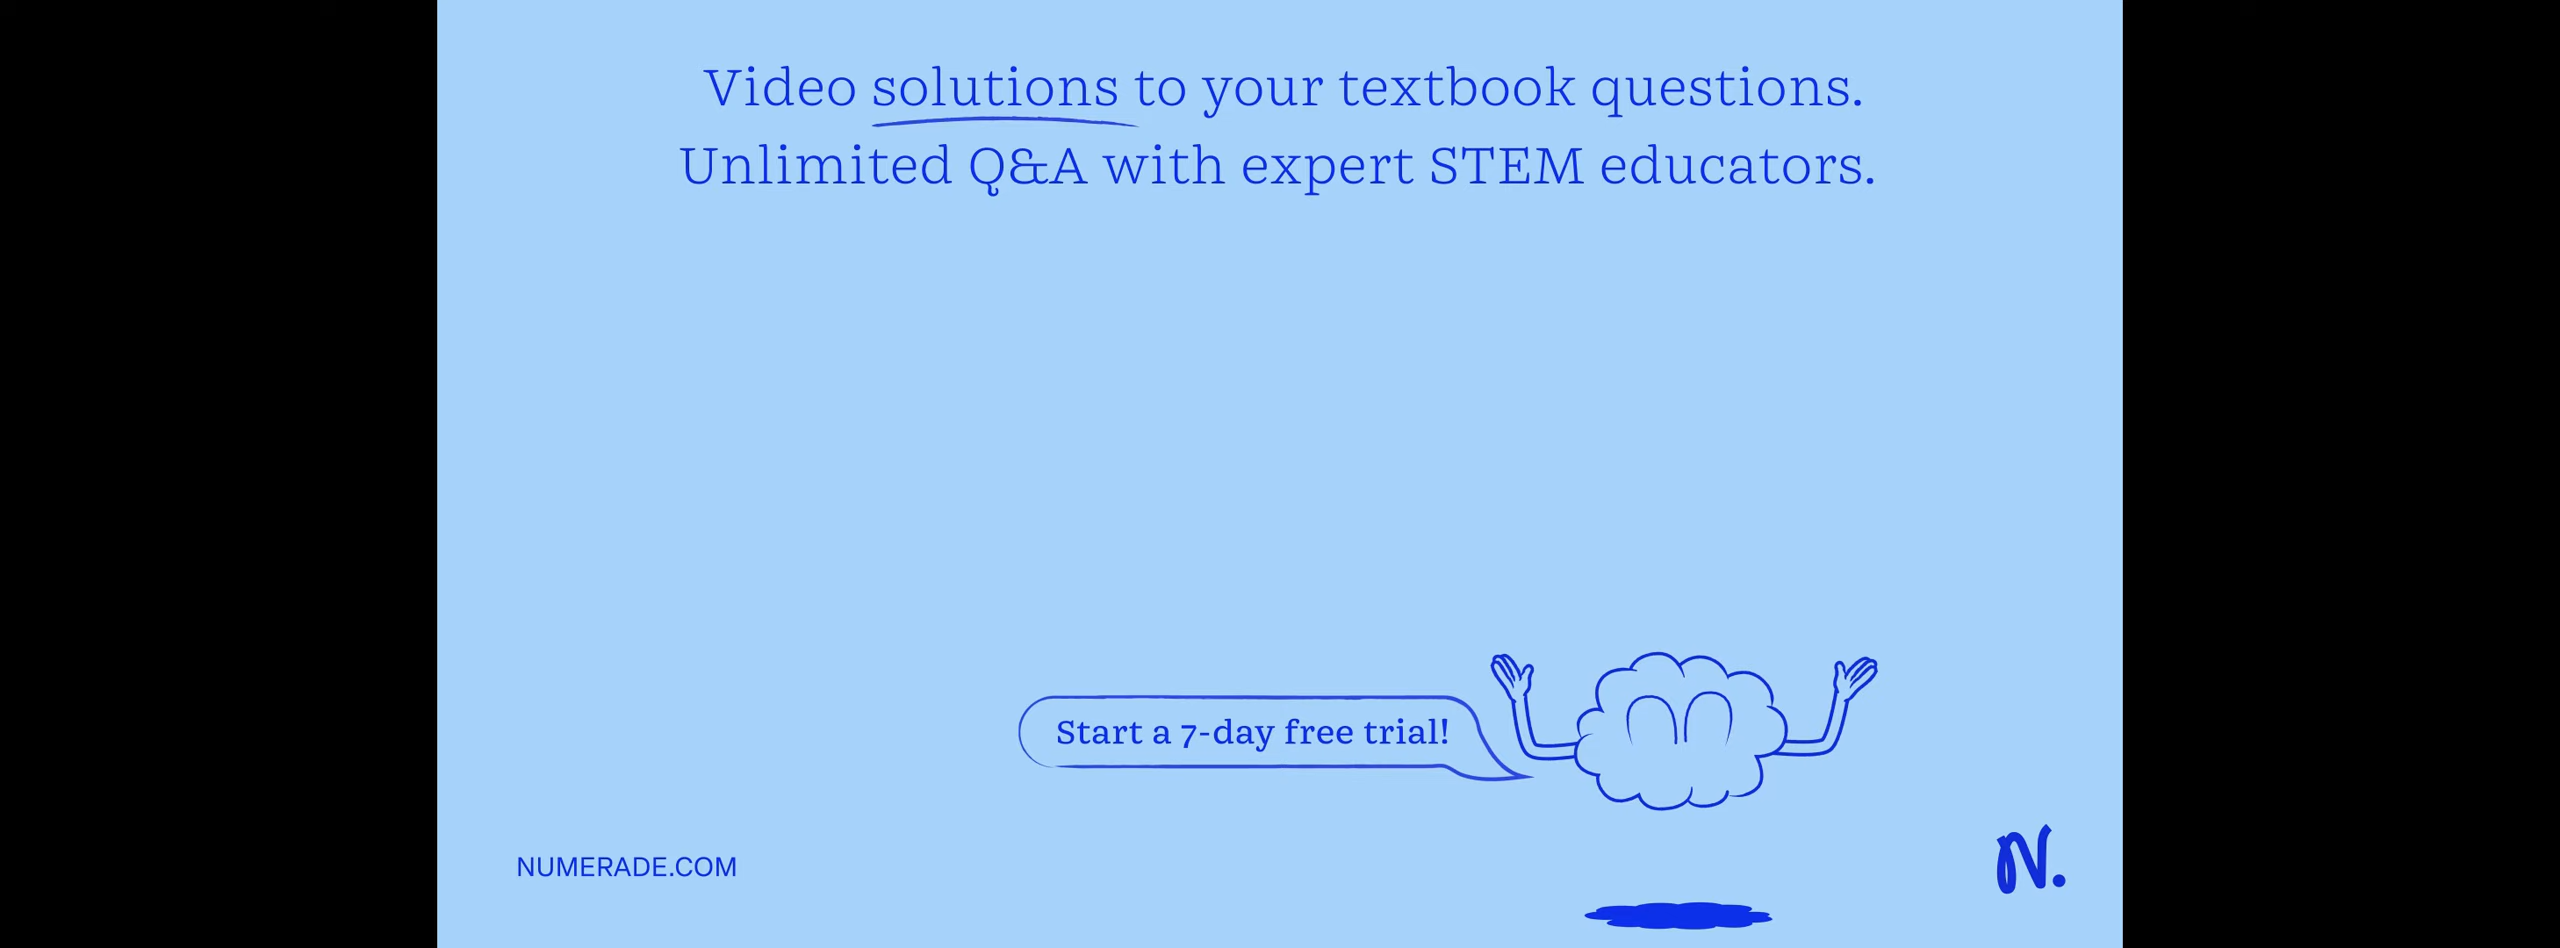 Video solutions to your textbook questions.
Unlimited Q&A with expert STEM educators.
Start a 7-day free trial!
NUMERADE.COM
N.